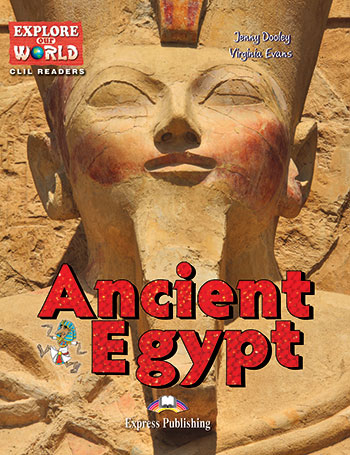 EXPLORE
our
WORLD
CLIL READERS
Jenny Dooley
Virginia Evans
Ancient
Egypt
Express Publishing